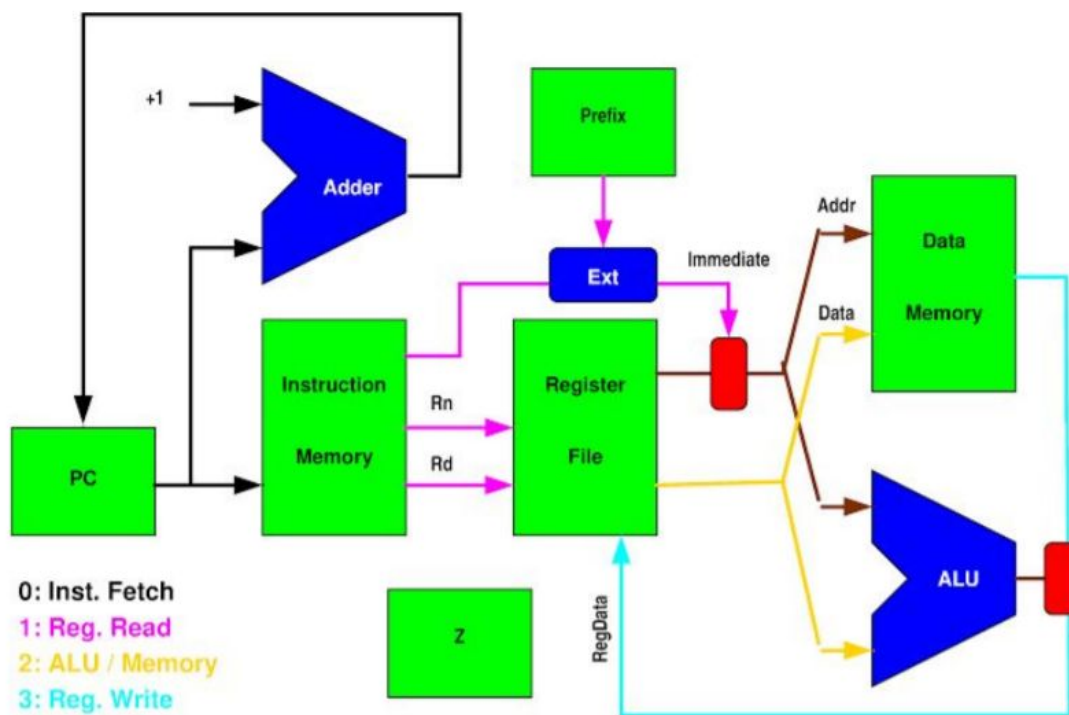 +1
Adder
Prefix
Ext
Immediate
Addr
Data
Data
Memory
Instruction
Memory
Rn
Rd
Register
File
PC
ALU
RegData
Z
0: Inst. Fetch
1: Reg. Read
2: ALU / Memory
3: Reg. Write